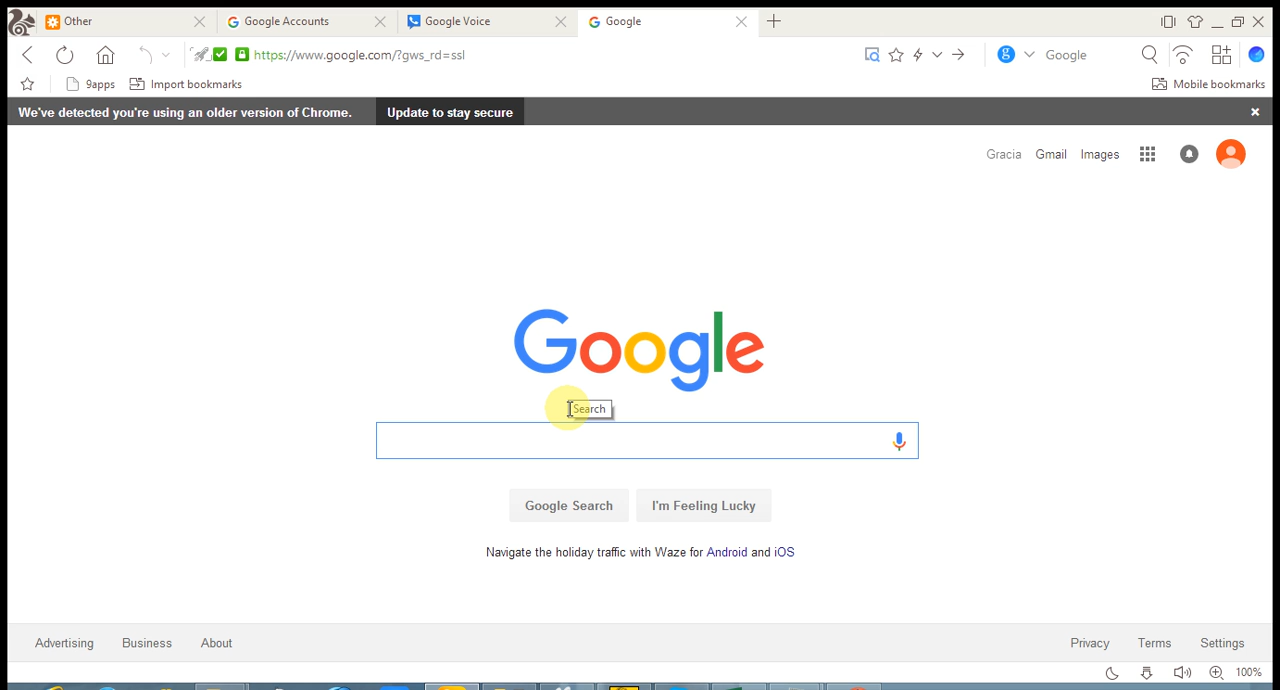 Other
Google Accounts
Google Voice
Google
https://www.google.com/?gws_rd=ssl
g
Google
9apps
Import bookmarks
Mobile bookmarks
We've detected you're using an older version of Chrome.
Update to stay secure
Gracia
Gmail
Images
Google
Search
Google Search
I'm Feeling Lucky
Navigate the holiday traffic with Waze for Android and iOS
Advertising
Business
About
Privacy
Terms
Settings
100%